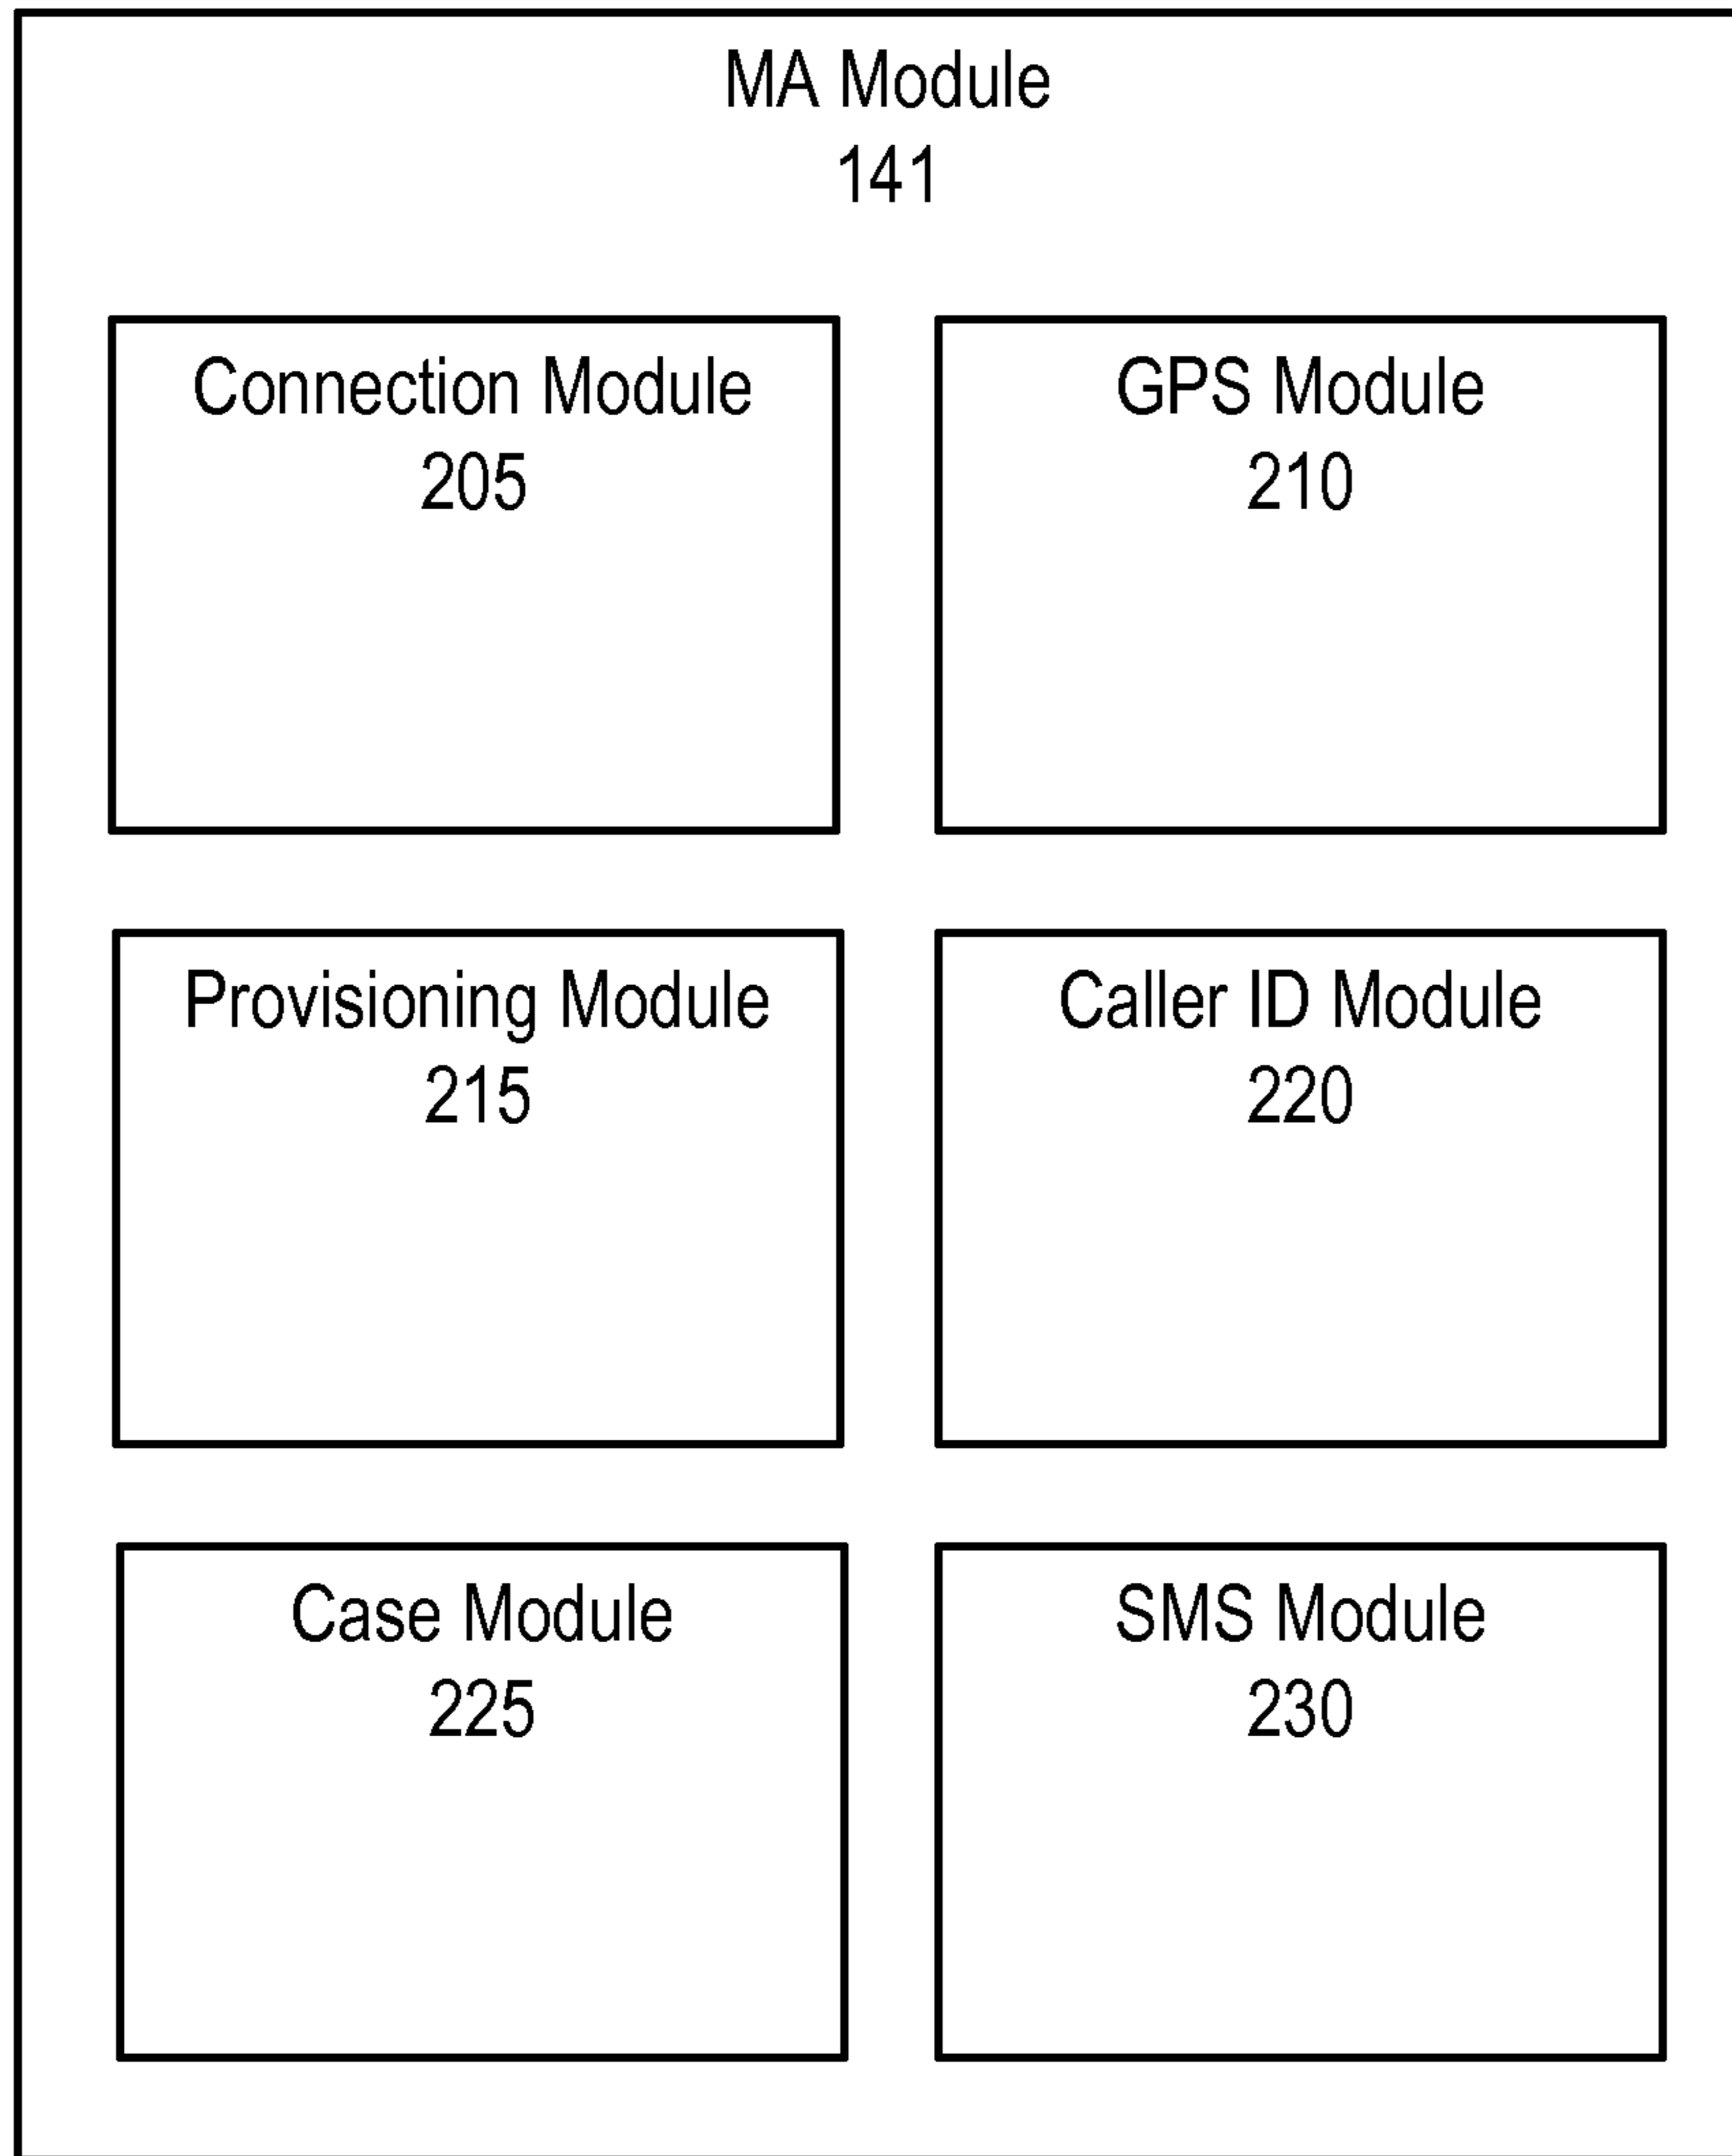 MA Module
141
Connection Module
205
GPS Module
210
Provisioning Module
215
Caller ID Module
220
Case Module
225
SMS Module
230